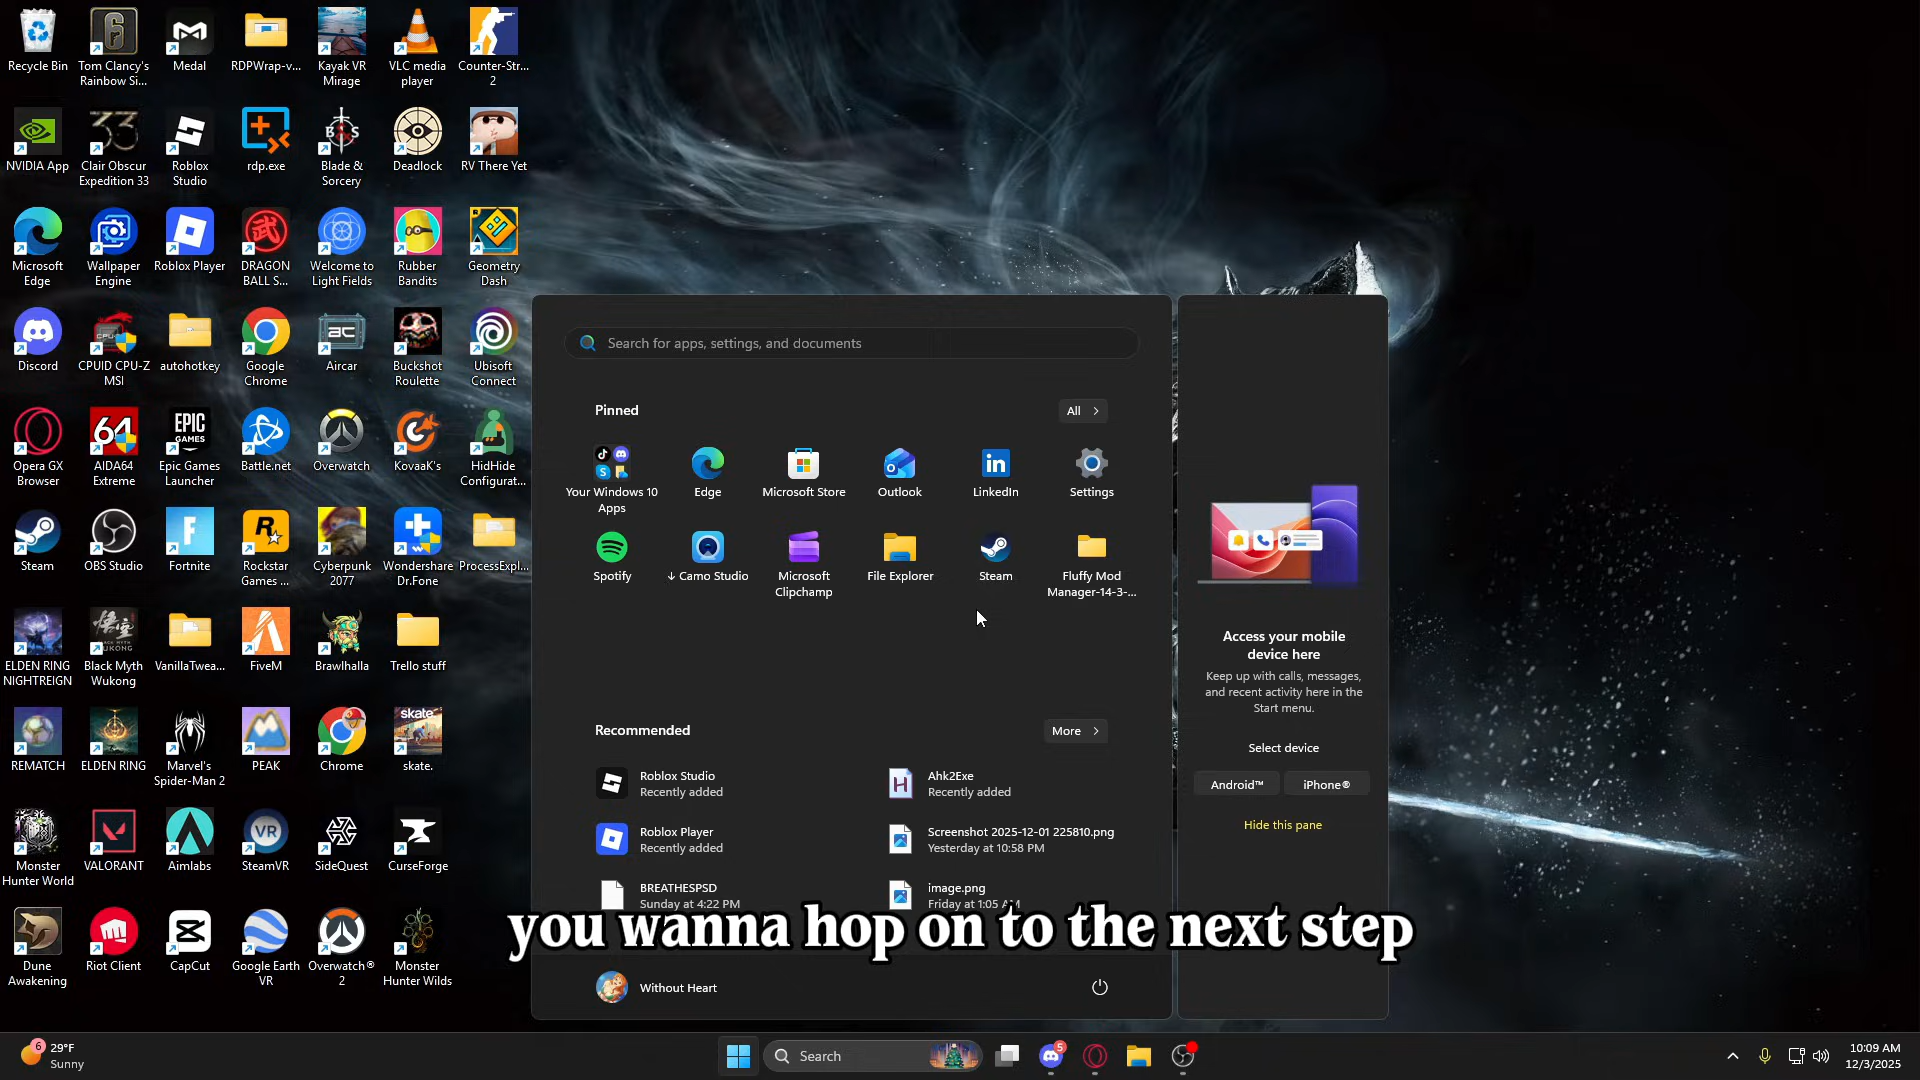 Recycle Bin
Tom Clancy's
Rainbow Si...
Medal
RDPWrap-v...
Kayak VR
Mirage
VLC media
player
Counter-Str...
2
NVIDIA App
Clair Obscur
Expedition 33
Roblox
Studio
rdp.exe
Blade &
Sorcery
Deadlock
RV There Yet
Microsoft
Edge
Wallpaper
Engine
Roblox Player
DRAGON
BALL S...
Welcome to
Light Fields
Rubber
Bandits
Geometry
Dash
Discord
CPUID CPU-Z
MSI
autohotkey
Google
Chrome
Aircar
Buckshot
Roulette
Ubisoft
Connect
Opera GX
Browser
AIDA64
Extreme
Epic Games
Launcher
Battle.net
Overwatch
KovaaK's
HidHide
Configurat...
Steam
OBS Studio
Fortnite
Rockstar
Games ...
Cyberpunk
2077
Wondershare
Dr.Fone
ProcessExpl...
ELDEN RING
NIGHTREIGN
Black Myth
Wukong
VanillaTwea...
FiveM
Brawlhalla
Trello stuff
REMATCH
ELDEN RING
Marvel's
Spider-Man 2
PEAK
Chrome
skate.
Monster
Hunter World
VALORANT
Aimlabs
SteamVR
SideQuest
CurseForge
Dune
Awakening
Riot Client
CapCut
Google Earth
VR
Overwatch®
2
Monster
Hunter Wilds
Search for apps, settings, and documents
Pinned
All
Your Windows 10
Apps
Edge
Microsoft Store
Outlook
LinkedIn
Settings
Spotify
↓ Camo Studio
Microsoft
Clipchamp
File Explorer
Steam
Fluffy Mod
Manager-14-3-...
Recommended
More
Roblox Studio
Recently added
Ahk2Exe
Recently added
Roblox Player
Recently added
Screenshot 2025-12-01 225810.png
Yesterday at 10:58 PM
BREATHESPSD
Sunday at 4:22 PM
image.png
Friday at 1:05 AM
you wanna hop on to the next step
Without Heart
Access your mobile
device here
Keep up with calls, messages,
and recent activity here in the
Start menu.
Select device
Android™
iPhone®
Hide this pane
6
29°F
Sunny
Search
5
10:09 AM
12/3/2025